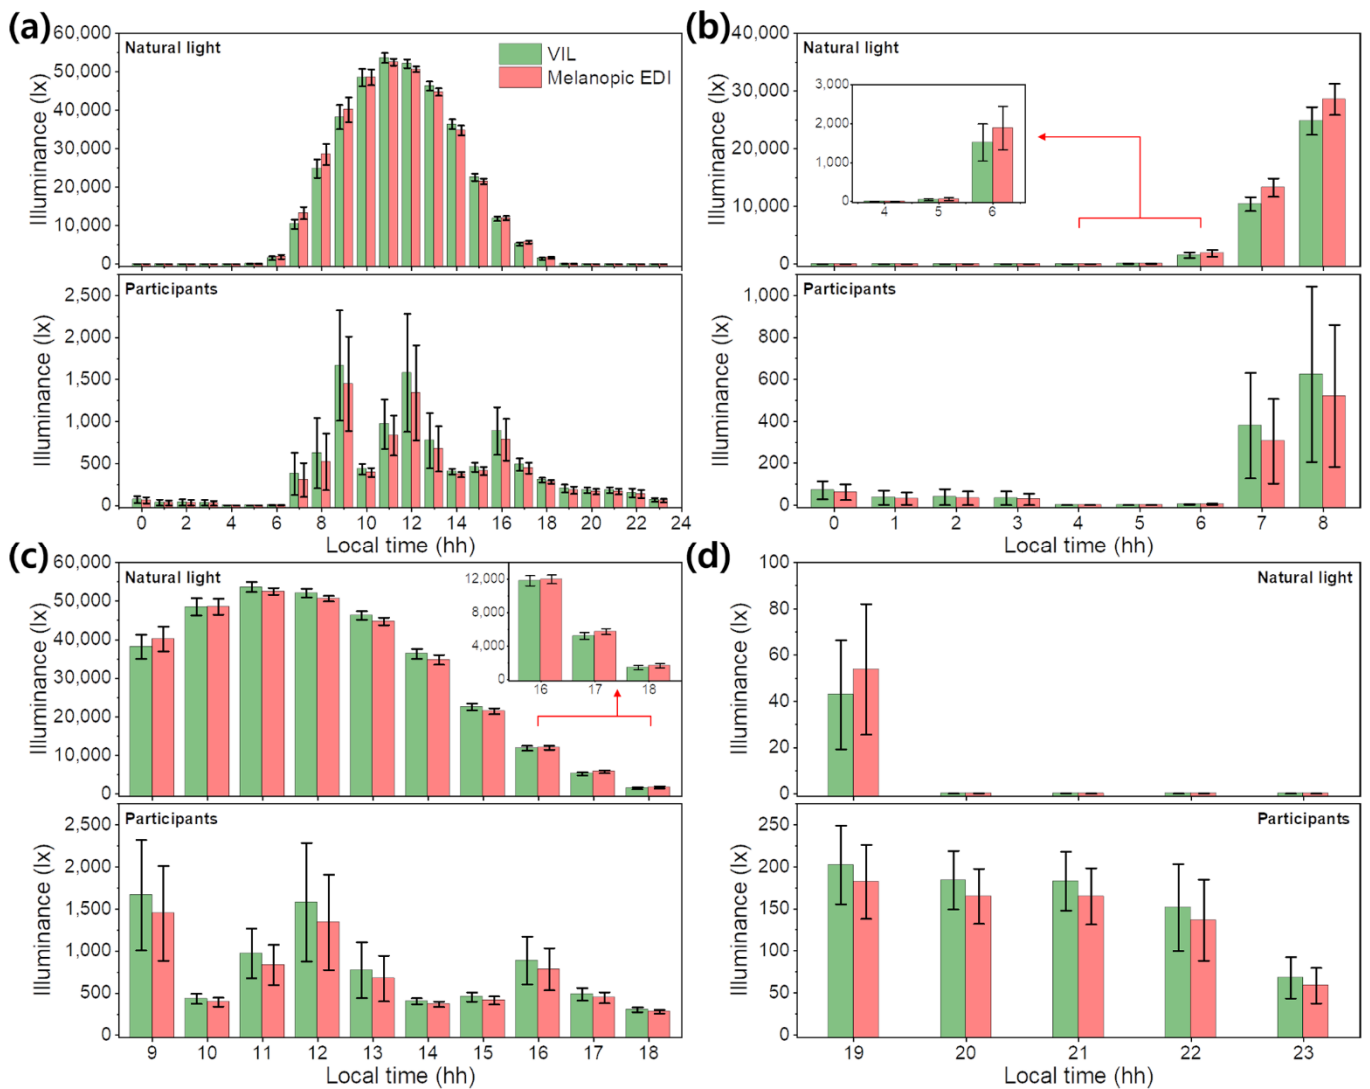 (a)
60,000
50,000
40,000
30,000
20,000
10,000
0
Illuminance (lx)
Natural light
VIL
Melanopic EDI
2,500
2,000
1,500
1,000
500
0
Illuminance (lx)
Participants
0 2 4 6 8 10 12 14 16 18 20 22 24
Local time (hh)
(b)
40,000
30,000
20,000
10,000
0
Illuminance (lx)
Natural light
3,000
2,000
1,000
0
4 5 6
1,000
800
600
400
200
0
Illuminance (lx)
Participants
0 1 2 3 4 5 6 7 8
Local time (hh)
(c)
60,000
50,000
40,000
30,000
20,000
10,000
0
Illuminance (lx)
Natural light
12,000
8,000
4,000
0
16 17 18
2,500
2,000
1,500
1,000
500
0
Illuminance (lx)
Participants
9 10 11 12 13 14 15 16 17 18
Local time (hh)
(d)
100
80
60
40
20
0
Illuminance (lx)
Natural light
250
200
150
100
50
0
Illuminance (lx)
Participants
19 20 21 22 23
Local time (hh)